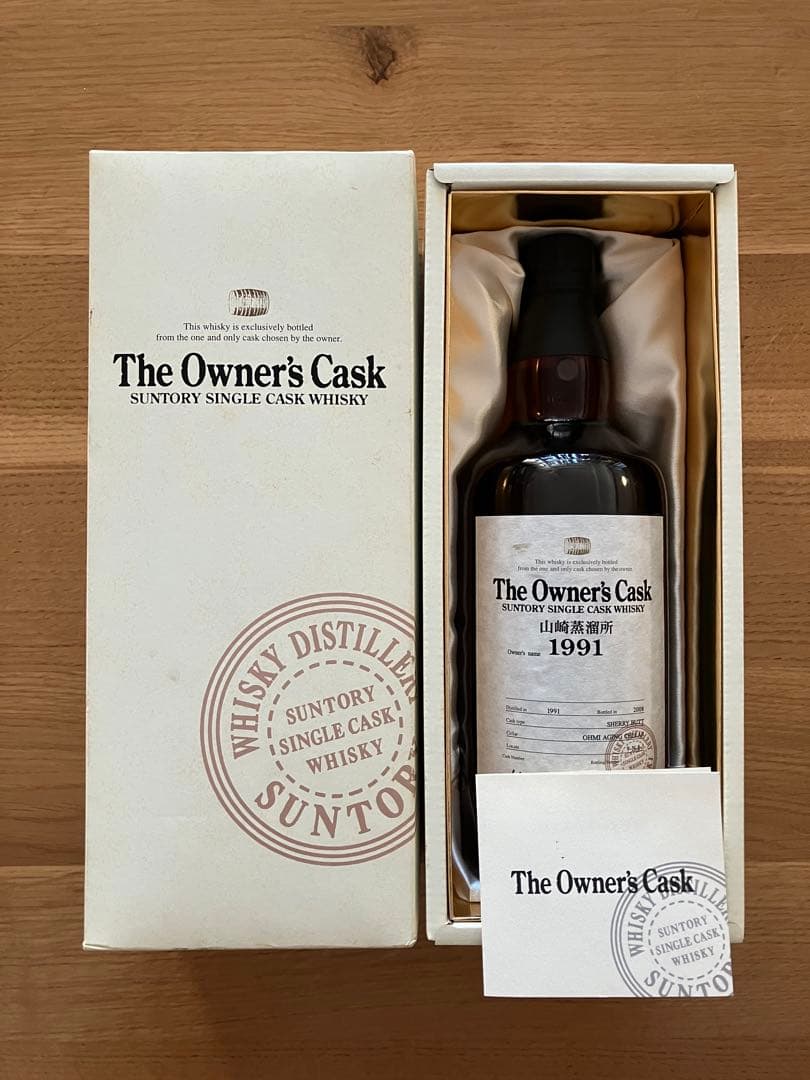 This whisky is exclusively bottled
from the one and only cask chosen by the owner.
The Owner's Cask
SUNTORY SINGLE CASK WHISKY
WHISKY DISTILLERY
SUNTORY
SINGLE CASK
WHISKY
SUNTORY
This whisky is exclusively bottled
from the one and only cask chosen by the owner.
The Owner's Cask
SUNTORY SINGLE CASK WHISKY
山崎蒸溜所
Owner's name 1991
Distilled in 1991 Bottled in 2008
Cask type SHERRY BUTT
Cellar OHMI AGING CELLAR
Cask Number
The Owner's Cask
WHISKY DISTILLERY
SUNTORY
SINGLE CASK
WHISKY
SUNTOR